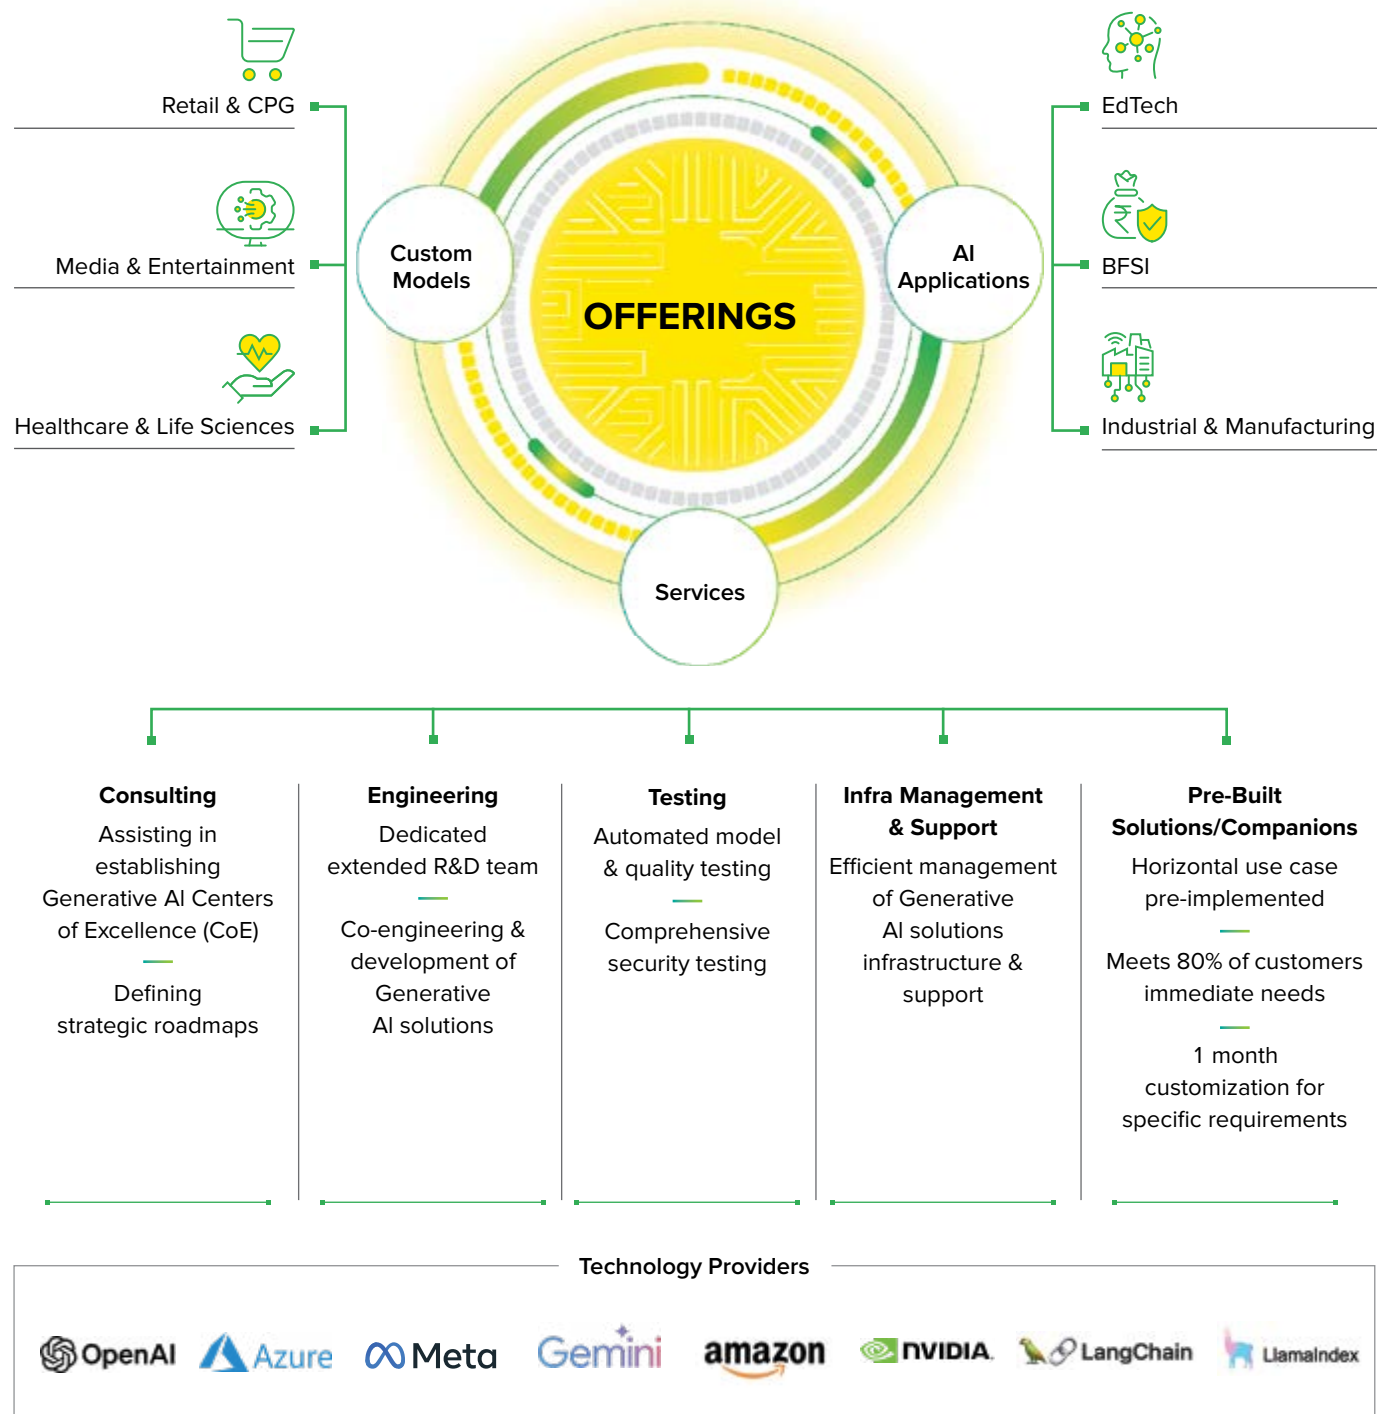 Retail & CPG
Media & Entertainment
Healthcare & Life Sciences
Custom
Models
OFFERINGS
AI
Applications
Services
EdTech
₹
BFSI
Industrial & Manufacturing
Consulting
Assisting in
establishing
Generative AI Centers
of Excellence (CoE)
Defining
strategic roadmaps
Engineering
Dedicated
extended R&D team
Co-engineering &
development of
Generative
AI solutions
Testing
Automated model
& quality testing
Comprehensive
security testing
Infra Management
& Support
Efficient management
of Generative
AI solutions
infrastructure &
support
Pre-Built
Solutions/Companions
Horizontal use case
pre-implemented
Meets 80% of customers
immediate needs
1 month
customization for
specific requirements
Technology Providers
OpenAI
Azure
Meta
Gemini
amazon
NVIDIA.
LangChain
LlamaIndex